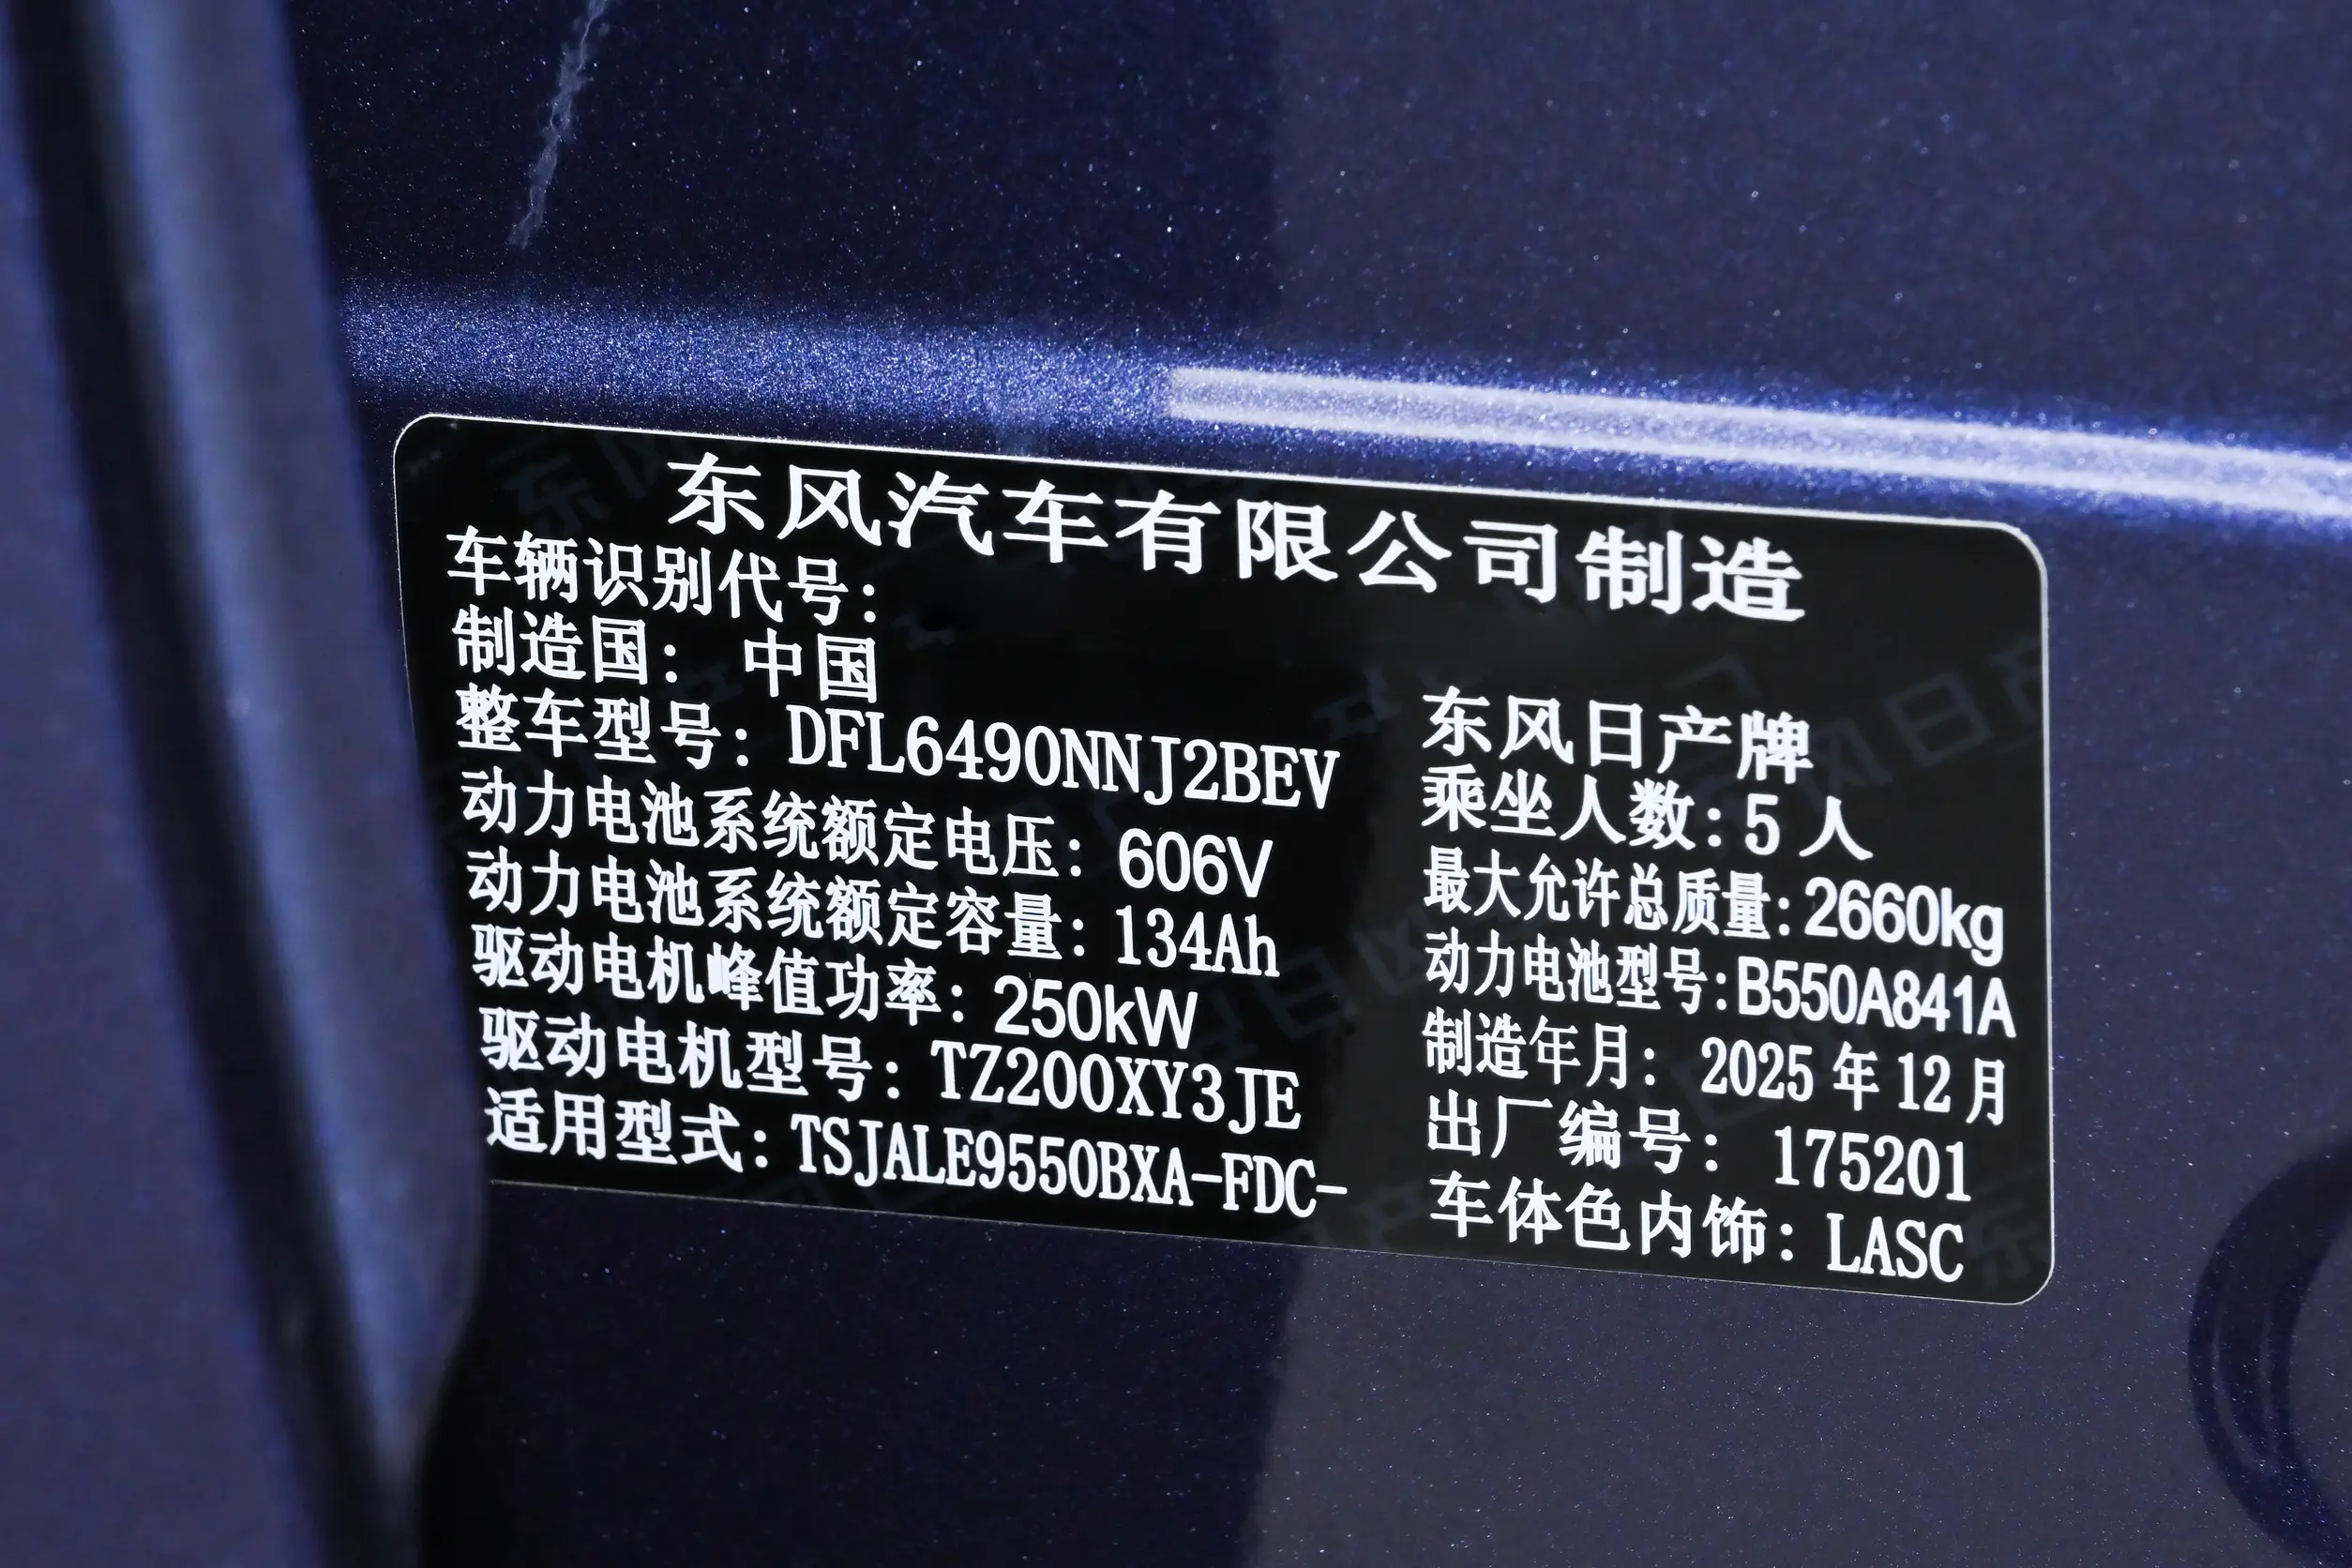 东风汽车有限公司制造
车辆识别代号:
制造国: 中国
整车型号: DFL6490NNJ2BEV
动力电池系统额定电压: 606V
动力电池系统额定容量: 134Ah
驱动电机峰值功率: 250kW
驱动电机型号: TZ200XY3JE
适用型式: TSJALE9550BXA-FDC-
东风日产牌
乘坐人数: 5 人
最大允许总质量: 2660kg
动力电池型号: B550A841A
制造年月: 2025 年 12 月
出厂编号: 175201
车体色内饰: LASC